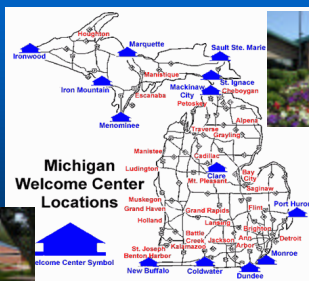 Houghton
Marquette
Sault Ste. Marie
Ironwood
St. Ignace
Manistique
Mackinaw
City
Cheboygan
Iron Mountain
Escanaba
Petoskey
Menominee
Alpena
Traverse
Grayling
Manistee
Cadillac
Michigan
Welcome Center
Locations
Ludington
Clare
Mt. Pleasant
Bay
City
Saginaw
Muskegon
Grand Haven
Grand Rapids
Flint
Port Huron
Holland
Lansing
Brighton
Battle
Creek
Jackson
Ann
Arbor
Detroit
St. Joseph
Kalamazoo
Benton Harbor
Monroe
elcome Center Symbol
New Buffalo
Coldwater
Dundee